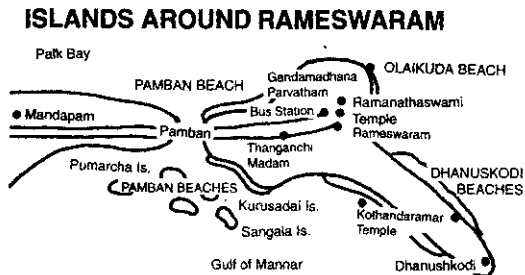 ISLANDS AROUND RAMESWARAM
Palk Bay
OLAIKUDA BEACH
Gandamadhana
Parvatham
PAMBAN BEACH
Ramanathaswami
Temple
Rameswaram
Bus Station
Mandapam
Pamban
Thanganchi
Madam
Pumarcha Is.
PAMBAN BEACHES
DHANUSKODI
BEACHES
Kurusadai Is.
Kothandaramar
Temple
Sangala Is.
Gulf of Mannar
Dhanushkodi